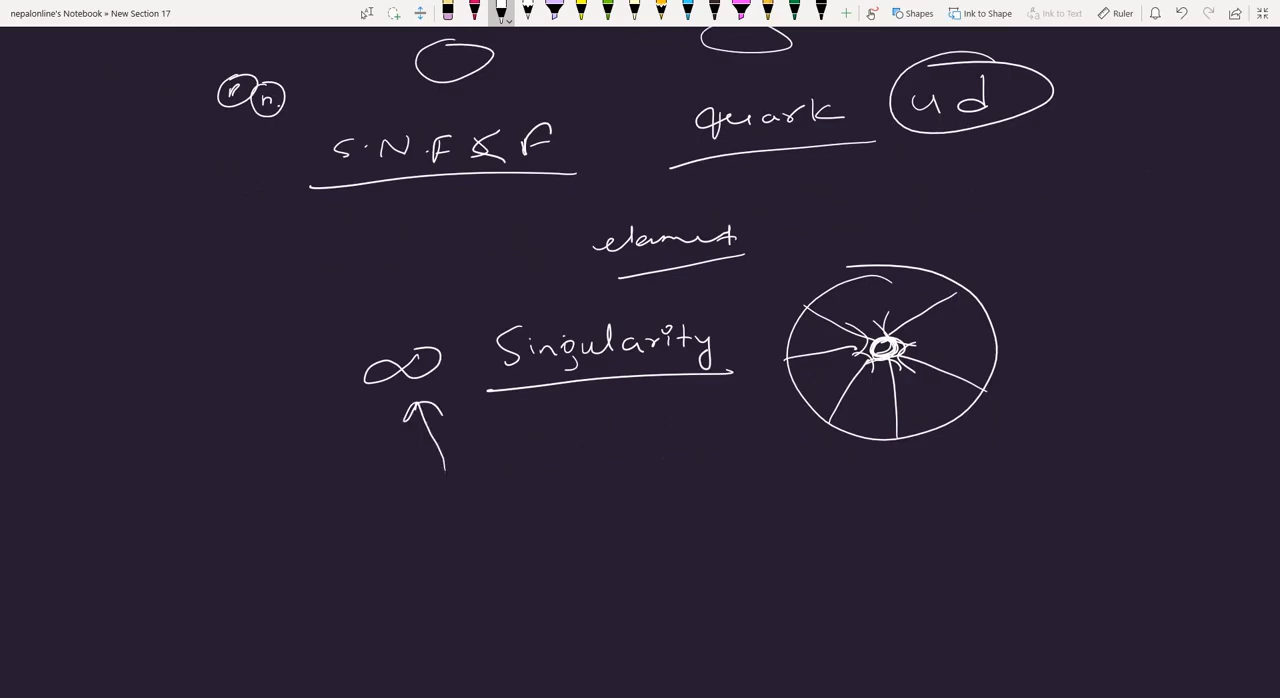 nepalonline's Notebook » New Section 17
Shapes
Ink to Shape
Ink to Text
Ruler
n.
S.N.F
F
quark
u d
element
∞
Singularity